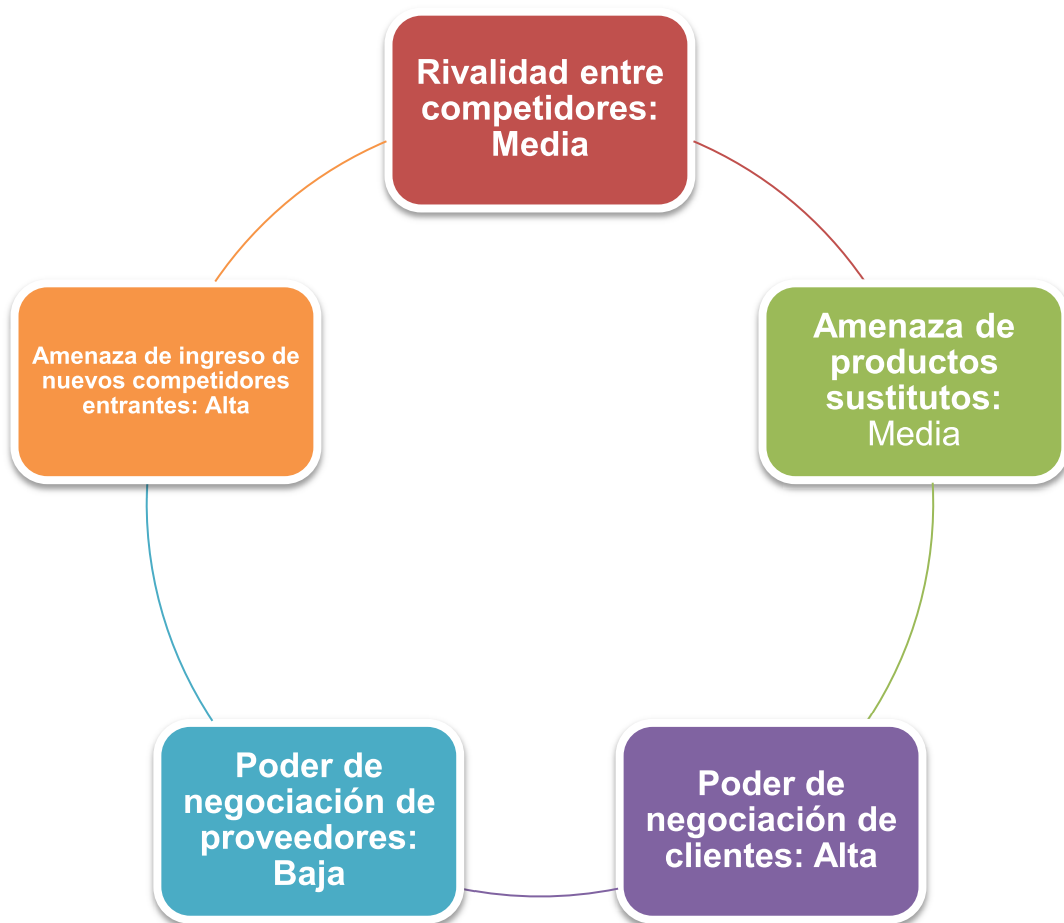 Rivalidad entre
competidores:
Media
Amenaza de
productos
sustitutos:
Media
Poder de
negociación de
clientes: Alta
Poder de
negociación de
proveedores:
Baja
Amenaza de ingreso de
nuevos competidores
entrantes: Alta